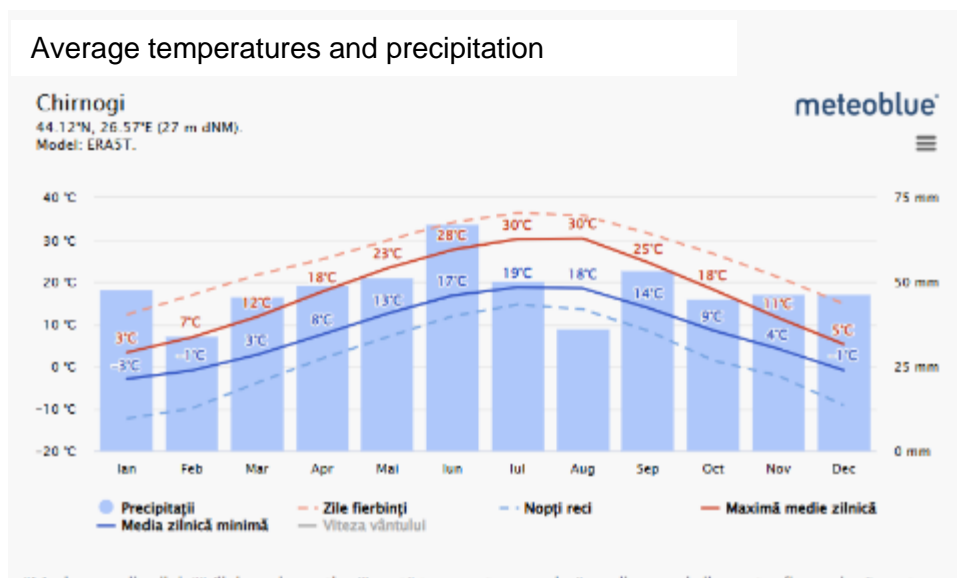 Average temperatures and precipitation
Chirnogi
meteoblue
44.12°N, 26.57°E (27 m dNM).
Model: ERA5T.
40 °C
75 mm
30 °C
20 °C
50 mm
10 °C
0 °C
25 mm
-10 °C
-20 °C
0 mm
3°C 7°C 12°C 18°C 23°C 28°C 30°C 30°C 25°C 18°C 11°C 5°C
-3°C -1°C 3°C 8°C 13°C 17°C 19°C 18°C 14°C 9°C 4°C -1°C
Ian Feb Mar Apr Mai Iun Iul Aug Sep Oct Nov Dec
Precipitații Zile fierbinți Nopți reci Maximă medie zilnică
Media zilnică minimă Viteza vântului